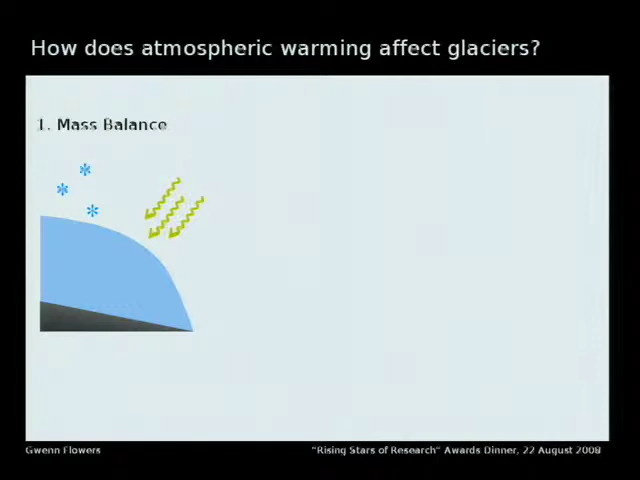 How does atmospheric warming affect glaciers?
1. Mass Balance
Gwenn Flowers
"Rising Stars of Research" Awards Dinner, 22 August 2008